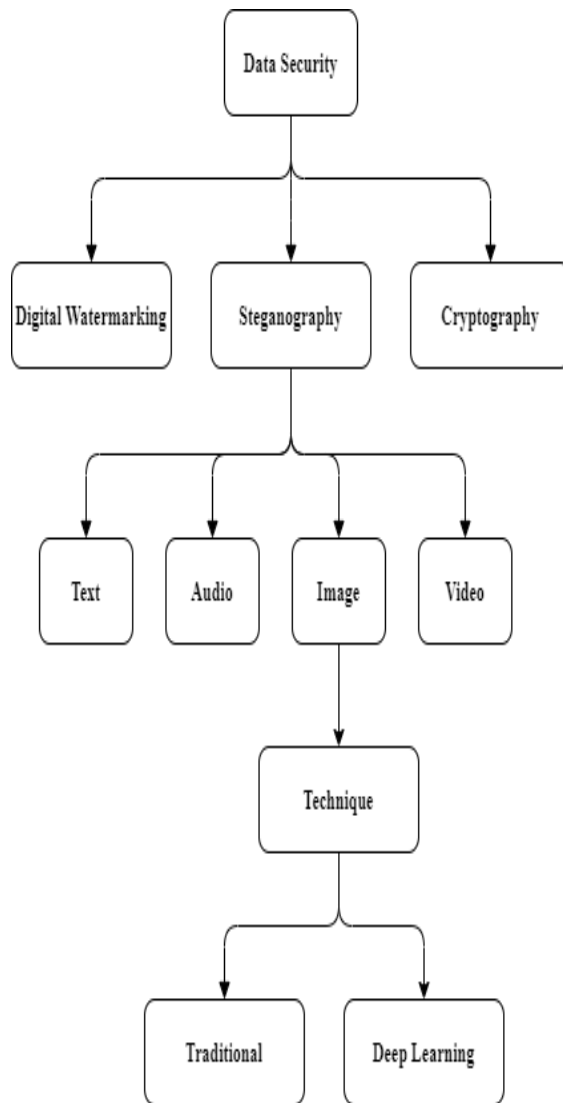 Data Security
Digital Watermarking
Steganography
Cryptography
Text
Audio
Image
Video
Technique
Traditional
Deep Learning